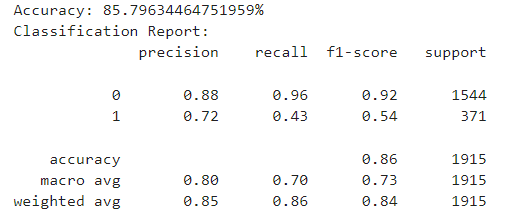 Accuracy: 85.79634464751959%
Classification Report:
precision recall f1-score support
0 0.88 0.96 0.92 1544
1 0.72 0.43 0.54 371
accuracy 0.86 1915
macro avg 0.80 0.70 0.73 1915
weighted avg 0.85 0.86 0.84 1915